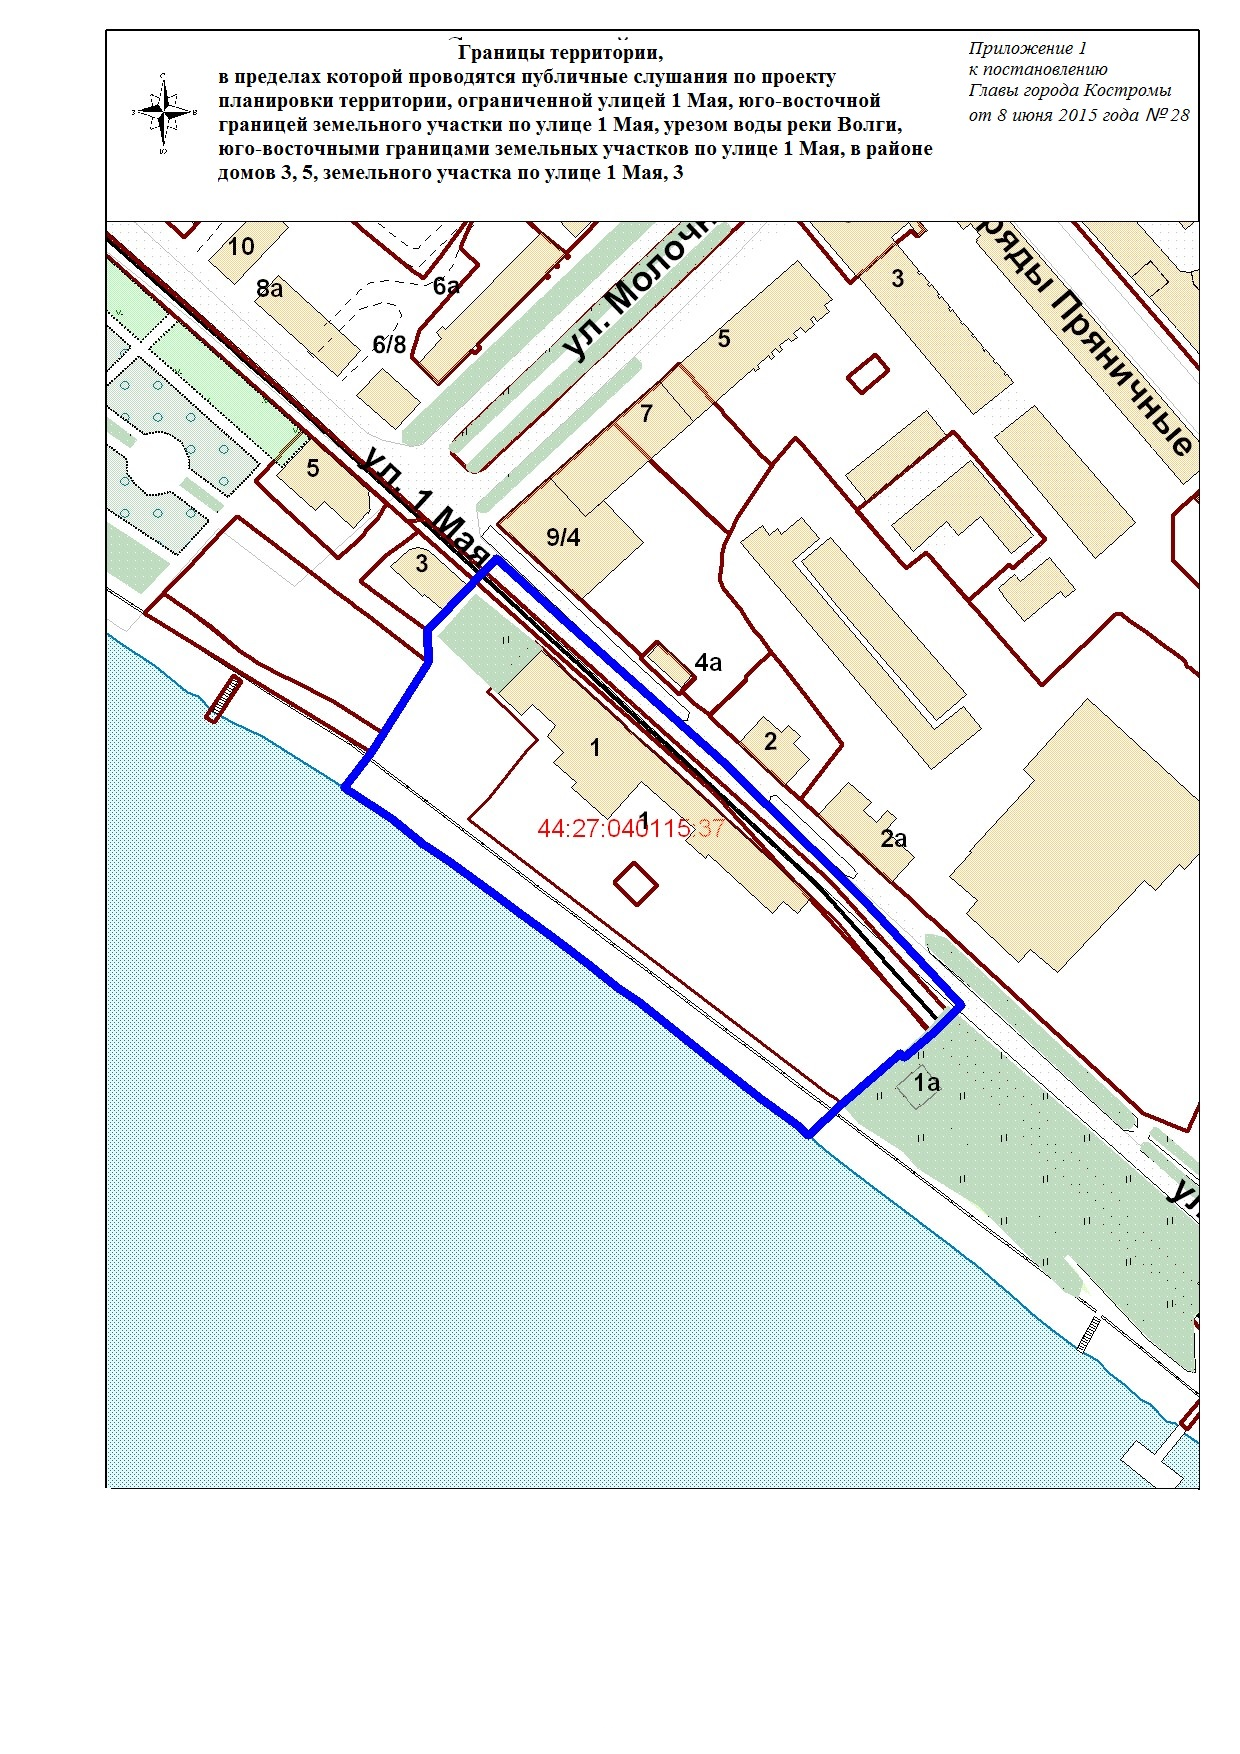 Границы территории,
в пределах которой проводятся публичные слушания по проекту
планировки территории, ограниченной улицей 1 Мая, юго-восточной
границей земельного участки по улице 1 Мая, урезом воды реки Волги,
юго-восточными границами земельных участков по улице 1 Мая, в районе
домов 3, 5, земельного участка по улице 1 Мая, 3
Приложение 1
к постановлению
Главы города Костромы
от 8 июня 2015 года № 28
С
З
В
Ю
10
8а
6а
6/8
ул. Молочн
ряды Пряничные
3
5
7
5
ул. 1 Мая
9/4
3
4а
2
1
1
44:27:040115:37
2а
1а
ул